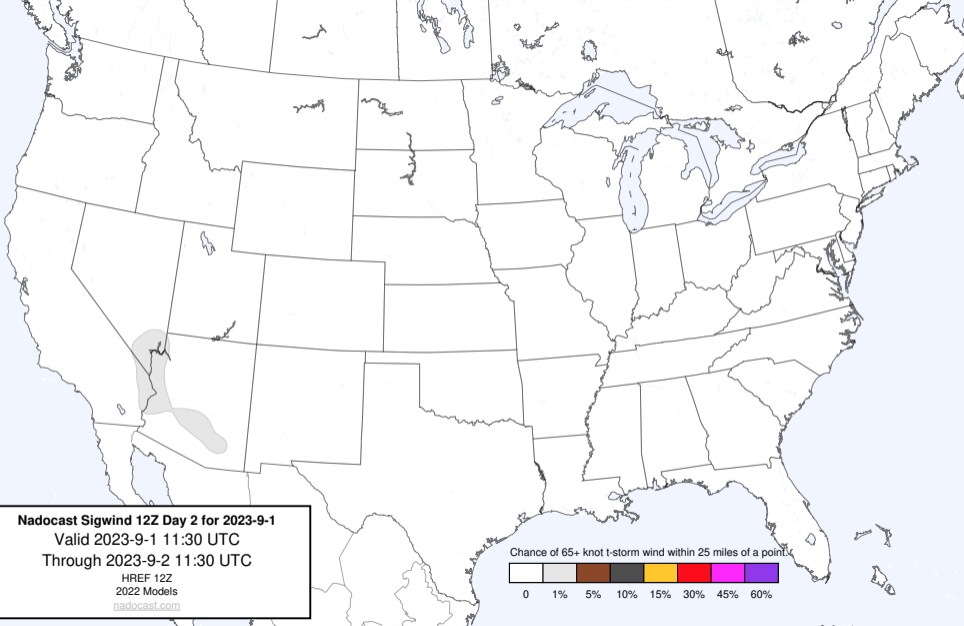 Nadocast Sigwind 12Z Day 2 for 2023-9-1
Valid 2023-9-1 11:30 UTC
Through 2023-9-2 11:30 UTC
HREF 12Z
2022 Models
nadocast.com
Chance of 65+ knot t-storm wind within 25 miles of a point.
0 1% 5% 10% 15% 30% 45% 60%